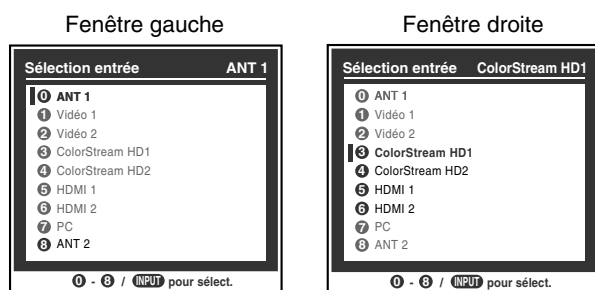 Fenêtre gauche
Sélection entrée ANT 1
0 ANT 1
1 Vidéo 1
2 Vidéo 2
3 ColorStream HD1
4 ColorStream HD2
5 HDMI 1
6 HDMI 2
7 PC
8 ANT 2
0 - 8 / INPUT pour sélect.
Fenêtre droite
Sélection entrée ColorStream HD1
0 ANT 1
1 Vidéo 1
2 Vidéo 2
3 ColorStream HD1
4 ColorStream HD2
5 HDMI 1
6 HDMI 2
7 PC
8 ANT 2
0 - 8 / INPUT pour sélect.